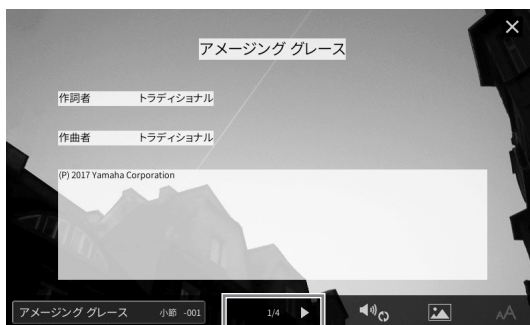 アメージング グレース
作詞者 トラディショナル
作曲者 トラディショナル
(P) 2017 Yamaha Corporation
アメージング グレース 小節 -001 1/4
AA